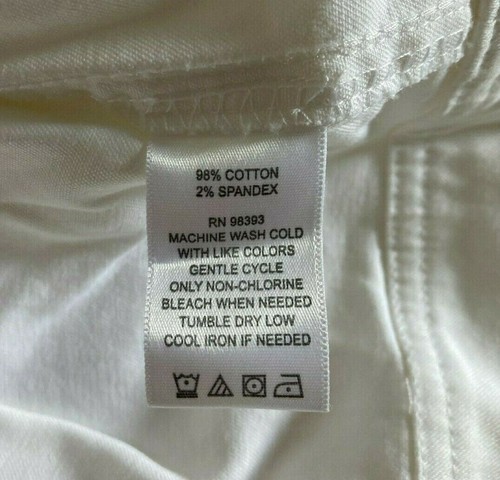 98% COTTON
2% SPANDEX
RN 98393
MACHINE WASH COLD
WITH LIKE COLORS
GENTLE CYCLE
ONLY NON-CHLORINE
BLEACH WHEN NEEDED
TUMBLE DRY LOW
COOL IRON IF NEEDED